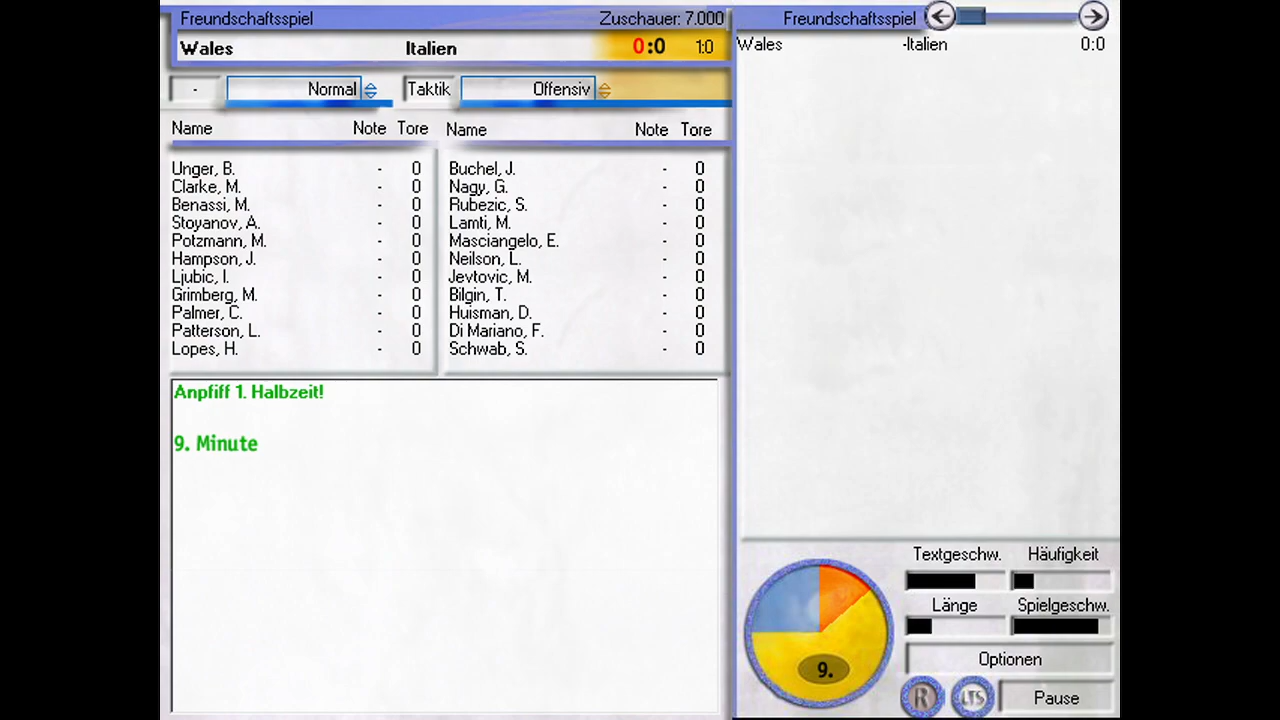 Freundschaftsspiel Zuschauer: 7.000
Wales Italien 0:0 1:0
- Normal Taktik Offensiv
Name Note Tore Name Note Tore
Unger, B. - 0 Buchel, J. - 0
Clarke, M. - 0 Nagy, G. - 0
Benassi, M. - 0 Rubezic, S. - 0
Stoyanov, A. - 0 Lamti, M. - 0
Potzmann, M. - 0 Masciangelo, E. - 0
Hampson, J. - 0 Neilson, L. - 0
Ljubic, I. - 0 Jevtovic, M. - 0
Grimberg, M. - 0 Bilgin, T. - 0
Palmer, C. - 0 Huisman, D. - 0
Patterson, L. - 0 Di Mariano, F. - 0
Lopes, H. - 0 Schwab, S. - 0
Anpfiff 1. Halbzeit!
9. Minute
Freundschaftsspiel
Wales -Italien 0:0
Textgeschw. Häufigkeit
Länge Spielgeschw.
9.
Optionen
R LTS Pause